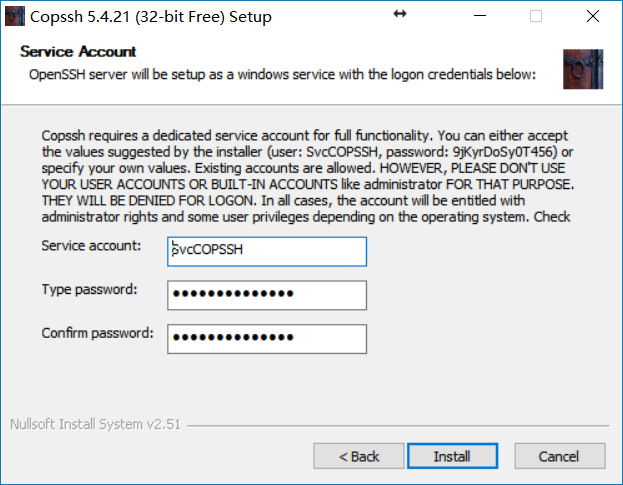 Copssh 5.4.21 (32-bit Free) Setup
Service Account
OpenSSH server will be setup as a windows service with the logon credentials below:
Copssh requires a dedicated service account for full functionality. You can either accept
the values suggested by the installer (user: SvcCOPSSH, password: 9jKyrDoSy0T456) or
specify your own values. Existing accounts are allowed. HOWEVER, PLEASE DON'T USE
YOUR USER ACCOUNTS OR BUILT-IN ACCOUNTS like administrator FOR THAT PURPOSE.
THEY WILL BE DENIED FOR LOGON. In all cases, the account will be entitled with
administrator rights and some user privileges depending on the operating system. Check
Service account: SvcCOPSSH
Type password: ●●●●●●●●●●●●●●
Confirm password: ●●●●●●●●●●●●●●
Nullsoft Install System v2.51
< Back Install Cancel